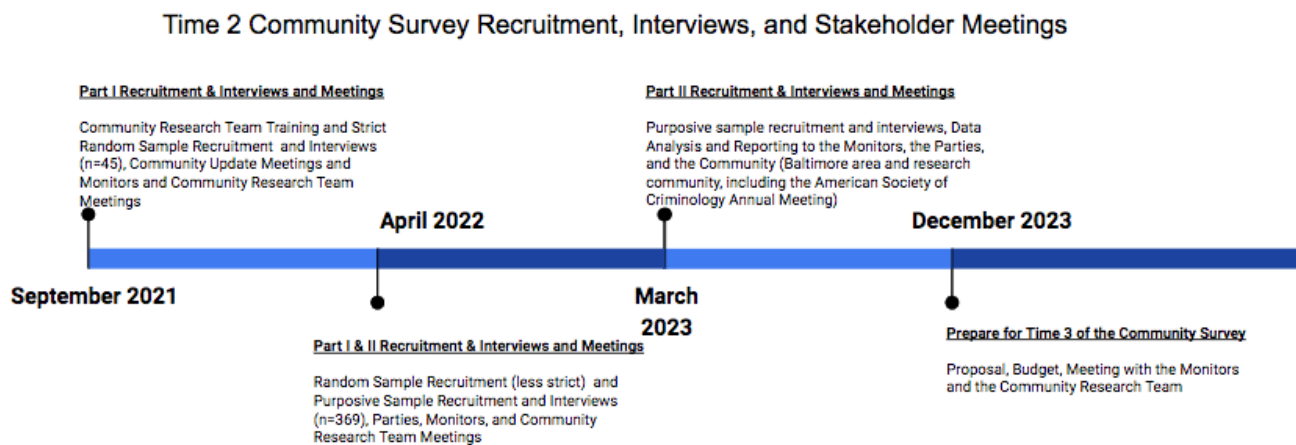 Time 2 Community Survey Recruitment, Interviews, and Stakeholder Meetings
Part I Recruitment & Interviews and Meetings
Community Research Team Training and Strict
Random Sample Recruitment and Interviews
(n=45), Community Update Meetings and
Monitors and Community Research Team
Meetings
Part II Recruitment & Interviews and Meetings
Purposive sample recruitment and interviews, Data
Analysis and Reporting to the Monitors, the Parties,
and the Community (Baltimore area and research
community, including the American Society of
Criminology Annual Meeting)
April 2022
December 2023
September 2021
March
2023
Part I & II Recruitment & Interviews and Meetings
Random Sample Recruitment (less strict) and
Purposive Sample Recruitment and Interviews
(n=369), Parties, Monitors, and Community
Research Team Meetings
Prepare for Time 3 of the Community Survey
Proposal, Budget, Meeting with the Monitors
and the Community Research Team